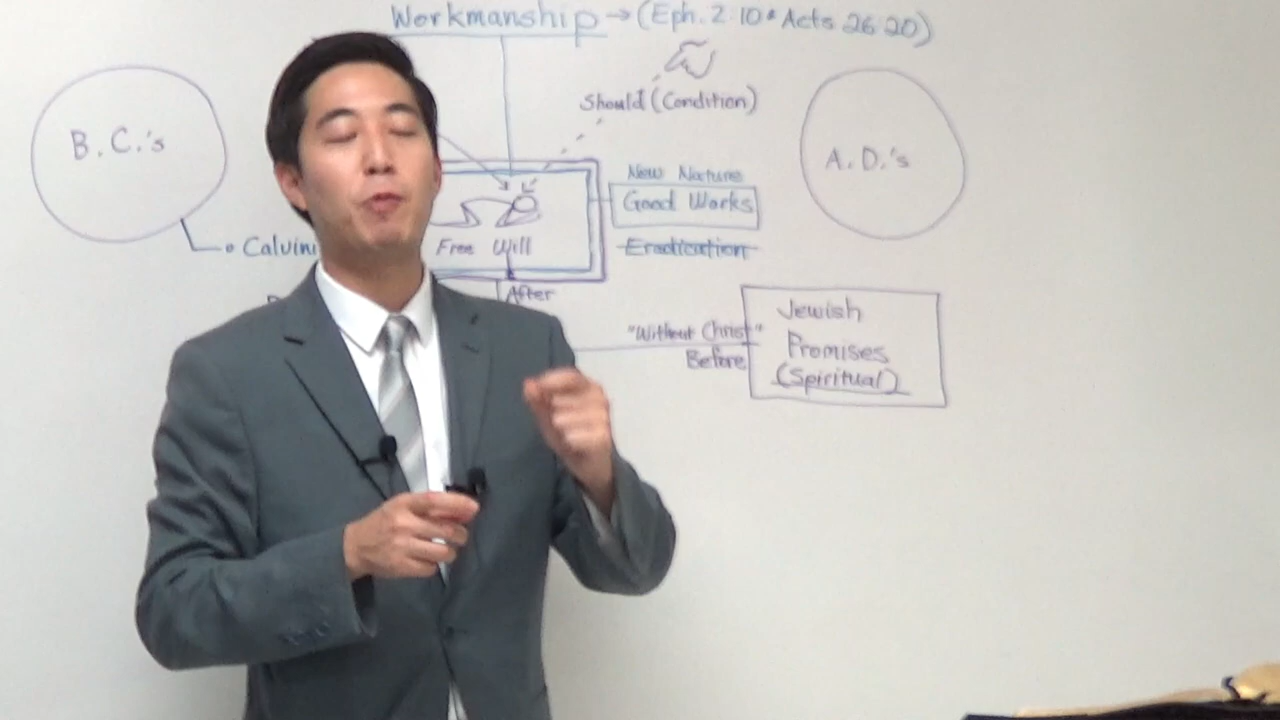 Workmanship → (Eph. 2:10 & Acts 26:20)
Should (Condition)
B.C.'s
A.D.'s
New Nature
Good Works
Free Will
Eradication
After
Jewish
Promises
(Spiritual)
"Without Christ"
Before